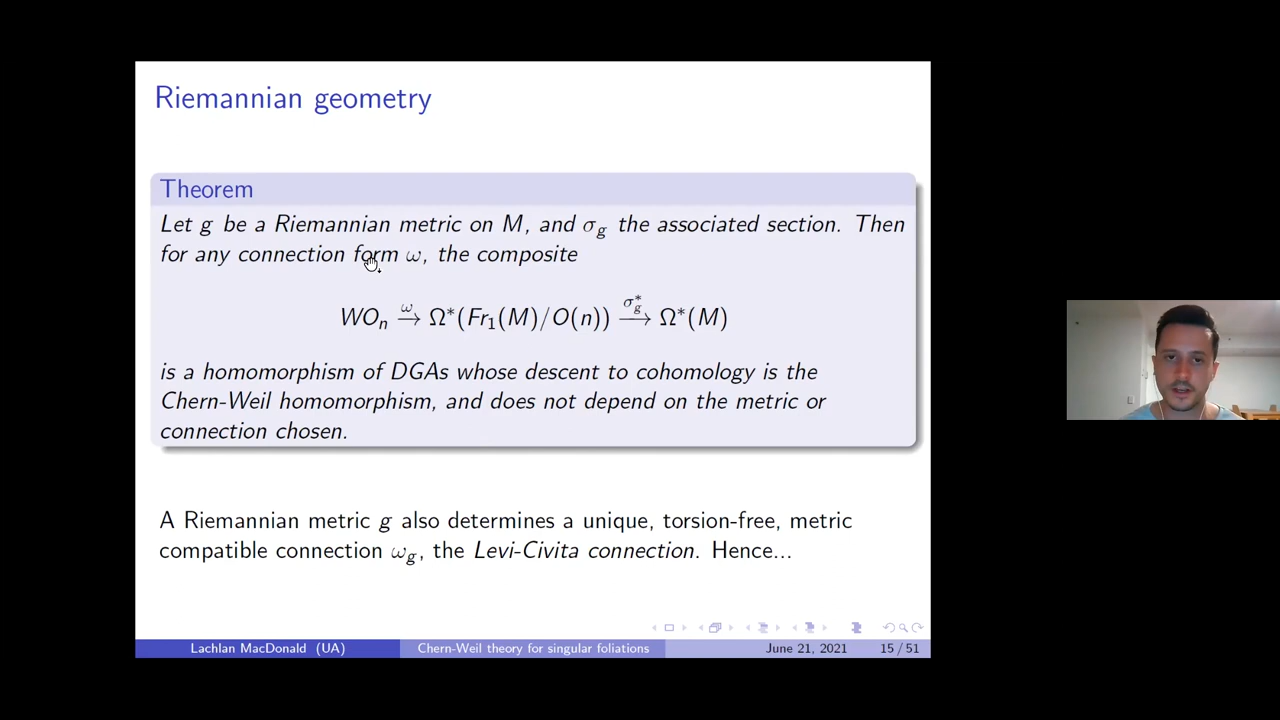 Riemannian geometry
Theorem
Let g be a Riemannian metric on M, and σ_g the associated section. Then
for any connection form ω, the composite
WO_n →^ω Ω*(Fr_1(M)/O(n)) →^{σ_g^*} Ω*(M)
is a homomorphism of DGAs whose descent to cohomology is the
Chern-Weil homomorphism, and does not depend on the metric or
connection chosen.
A Riemannian metric g also determines a unique, torsion-free, metric
compatible connection ω_g, the Levi-Civita connection. Hence...
Lachlan MacDonald (UA) Chern-Weil theory for singular foliations June 21, 2021 15 / 51